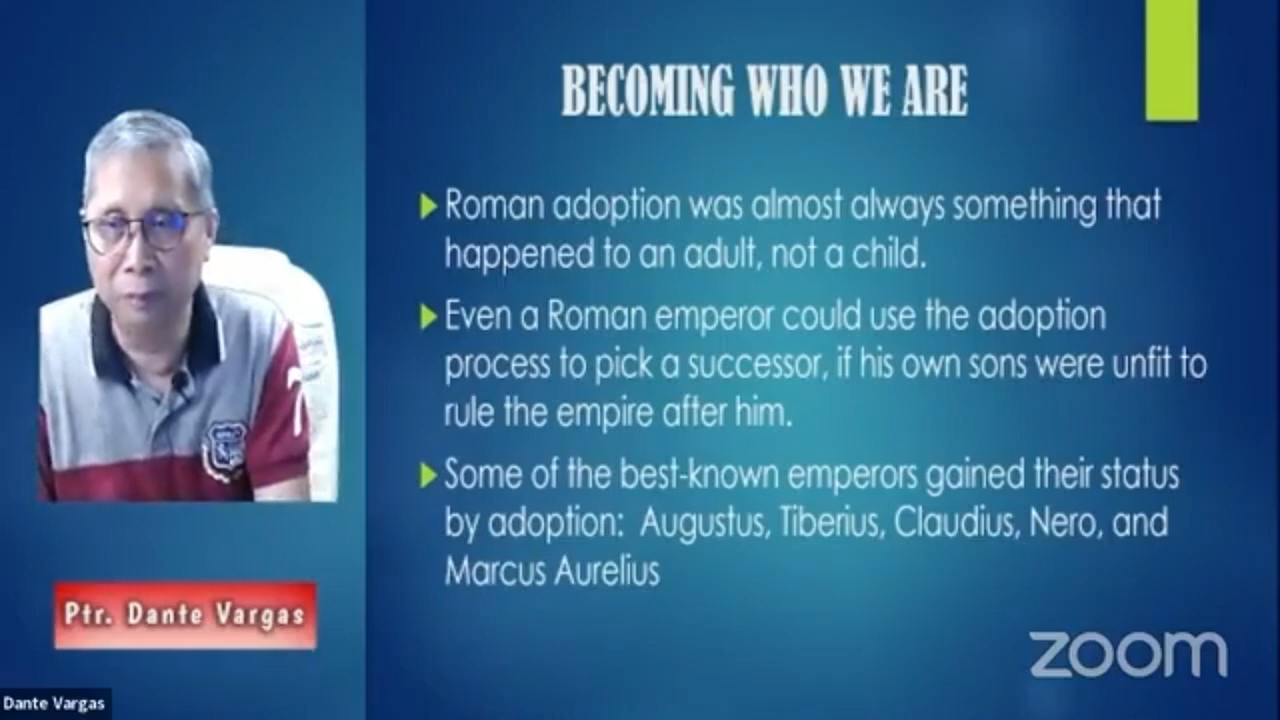 BECOMING WHO WE ARE
Roman adoption was almost always something that
happened to an adult, not a child.
Even a Roman emperor could use the adoption
process to pick a successor, if his own sons were unfit to
rule the empire after him.
Some of the best-known emperors gained their status
by adoption: Augustus, Tiberius, Claudius, Nero, and
Marcus Aurelius
Ptr. Dante Vargas
zoom
Dante Vargas